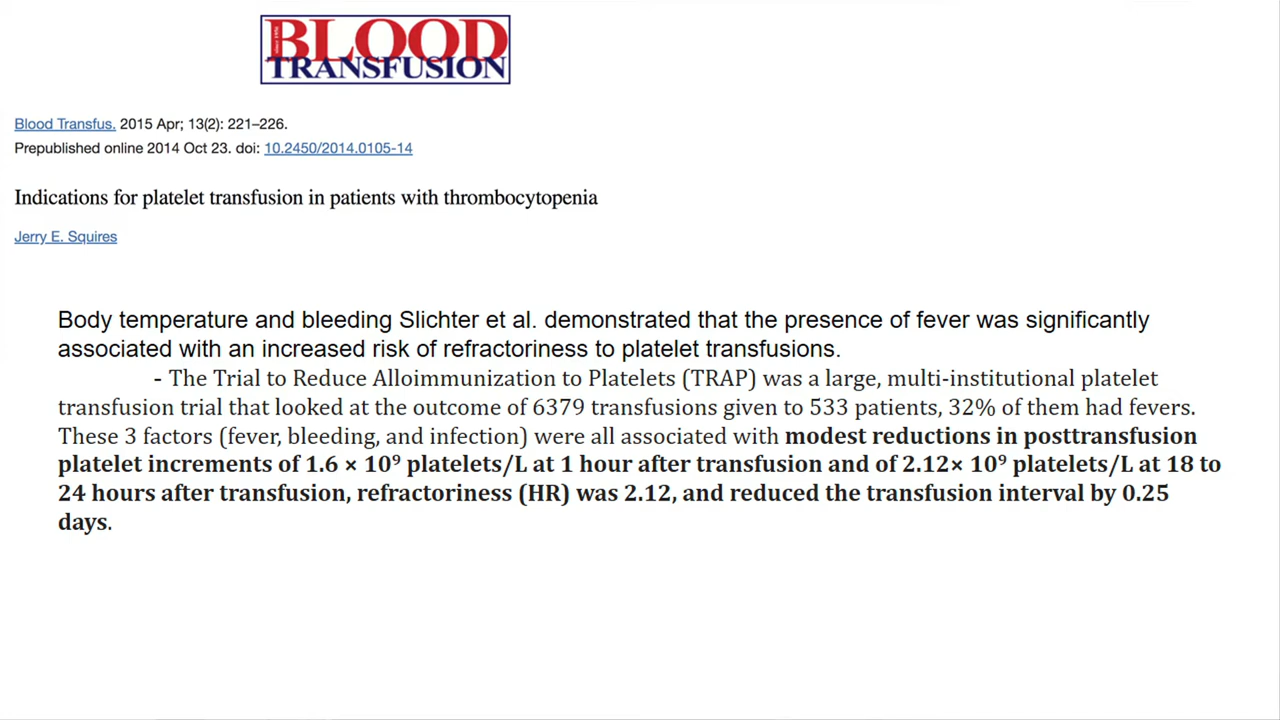 BLOOD
since 1956
TRANSFUSION
Blood Transfus. 2015 Apr; 13(2): 221–226.
Prepublished online 2014 Oct 23. doi: 10.2450/2014.0105-14
Indications for platelet transfusion in patients with thrombocytopenia
Jerry E. Squires
Body temperature and bleeding Slichter et al. demonstrated that the presence of fever was significantly
associated with an increased risk of refractoriness to platelet transfusions.
- The Trial to Reduce Alloimmunization to Platelets (TRAP) was a large, multi-institutional platelet
transfusion trial that looked at the outcome of 6379 transfusions given to 533 patients, 32% of them had fevers.
These 3 factors (fever, bleeding, and infection) were all associated with modest reductions in posttransfusion
platelet increments of 1.6 × 10⁹ platelets/L at 1 hour after transfusion and of 2.12× 10⁹ platelets/L at 18 to
24 hours after transfusion, refractoriness (HR) was 2.12, and reduced the transfusion interval by 0.25
days.